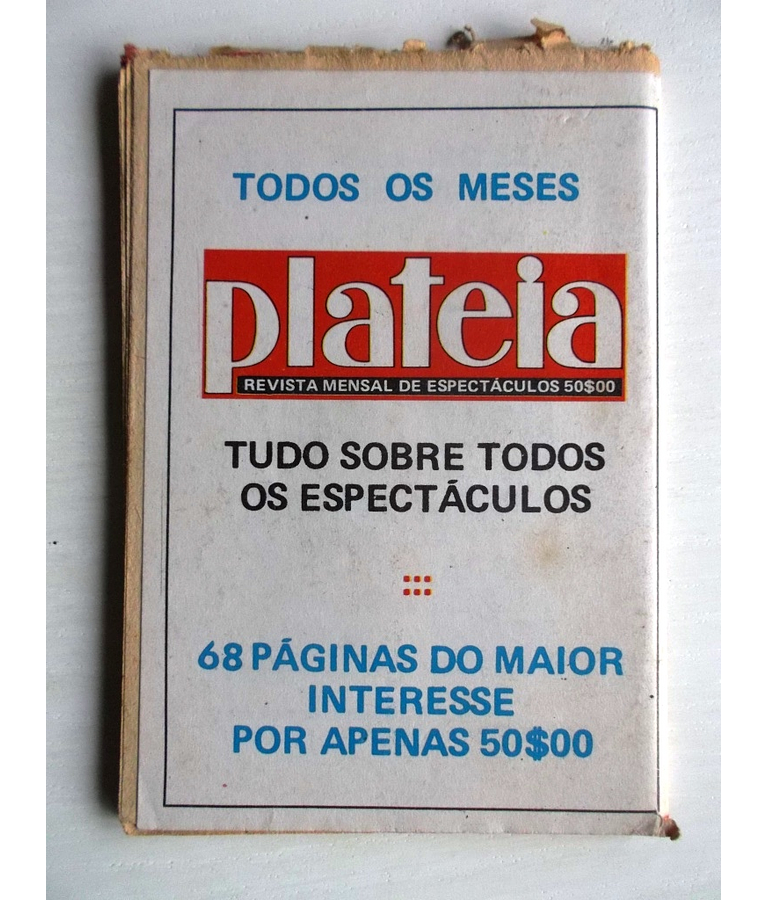 TODOS OS MESES
plateia
REVISTA MENSAL DE ESPECTÁCULOS 50$00
TUDO SOBRE TODOS
OS ESPECTÁCULOS
68 PÁGINAS DO MAIOR
INTERESSE
POR APENAS 50$00